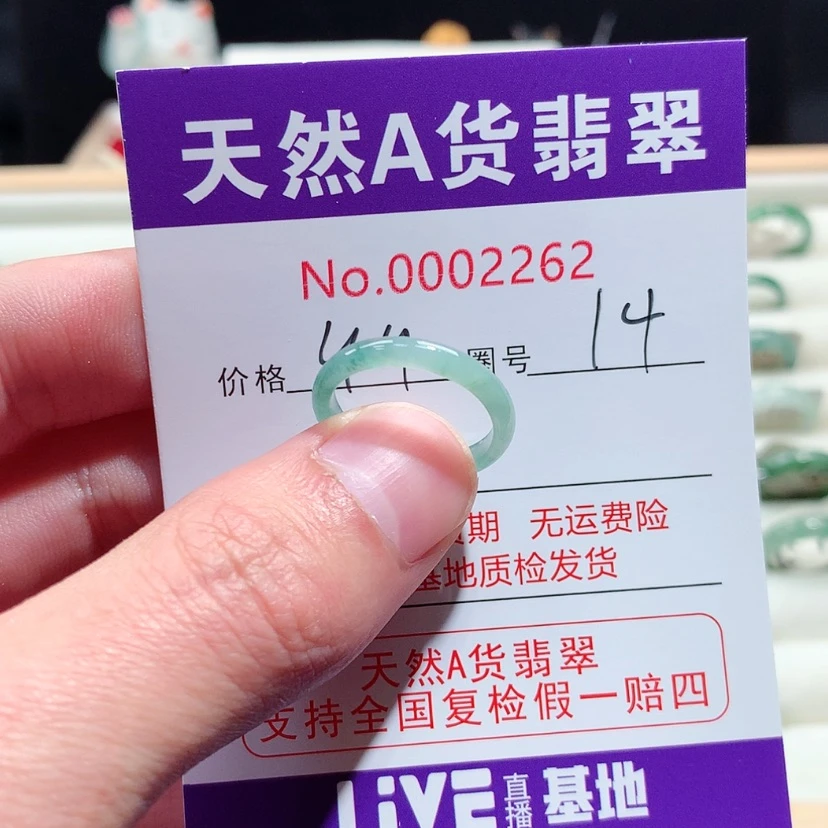 天然A货翡翠
No.0002262
价格 圈号 14
期 无运费险
基地质检发货
天然A货翡翠
支持全国复检假一赔四
LiVE 直播 基地